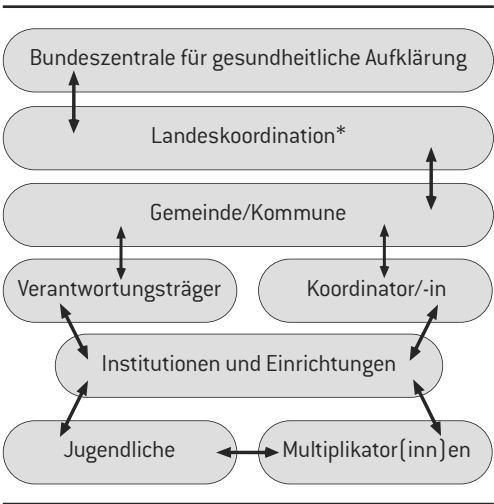 Bundeszentrale für gesundheitliche Aufklärung
Landeskoordination*
Gemeinde/Kommune
Verantwortungsträger
Koordinator/-in
Institutionen und Einrichtungen
Jugendliche
Multiplikator(inn)en